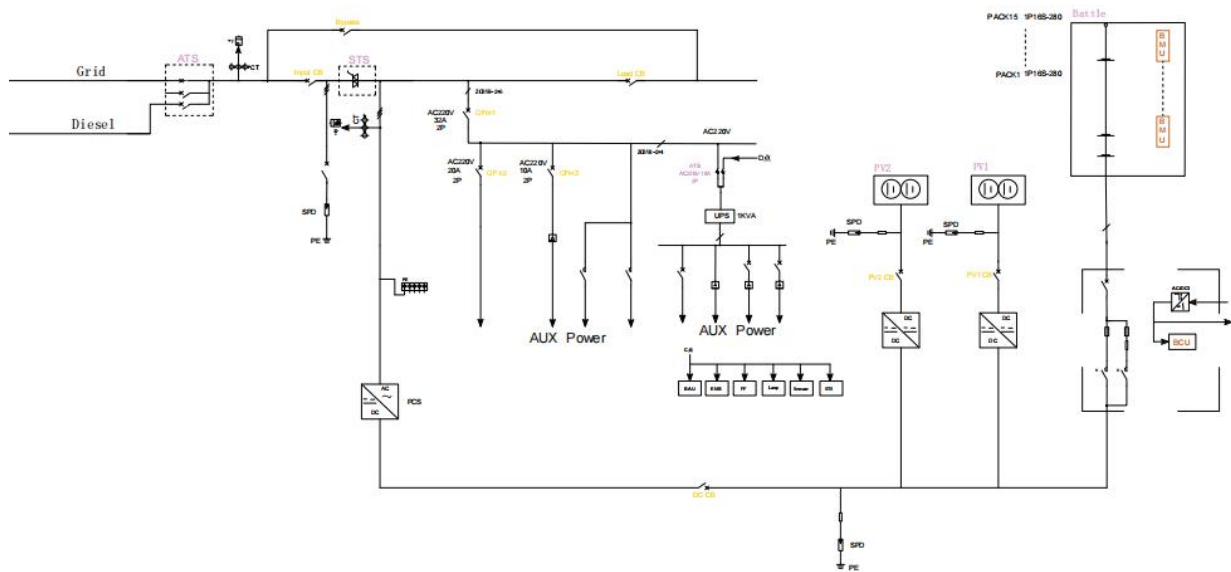 Bypass
PACK15 1P16S-280
Battle
BMU
ATS
CT
STS
Grid
Input CB
Load CB
PACK1 1P16S-280
BMU
Diesel
AC220V
32A
2P
QFN1
CT
AC220V
AC220V
20A
2P
AC220V
10A
2P
UPS
1KVA
PV2
PV1
SPD
PE
SPD
PE
SPD
PE
PV2 CB
PV1 CB
BCU
DC
DC
DC
DC
AUX Power
AUX Power
BAU
EMS
FF
Lamp
AC
DC
PCS
DC CB
SPD
PE